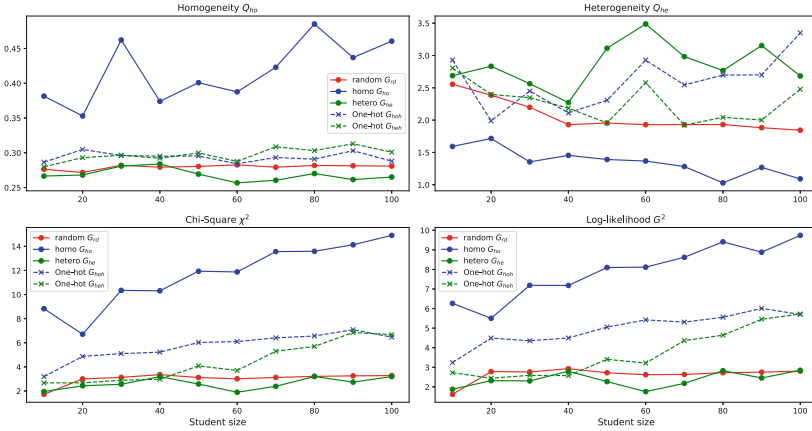 Homogeneity Q_ho
0.45
0.40
0.35
0.30
0.25
20
40
60
80
100
random G_rd
homo G_ho
hetero G_he
One-hot G_hoh
One-hot G_heh
Heterogeneity Q_he
3.5
3.0
2.5
2.0
1.5
1.0
20
40
60
80
100
Chi-Square χ²
14
12
10
8
6
4
2
20
40
60
80
100
Student size
random G_rd
homo G_ho
hetero G_he
One-hot G_hoh
One-hot G_heh
Log-likelihood G²
10
9
8
7
6
5
4
3
2
20
40
60
80
100
Student size
random G_rd
homo G_ho
hetero G_he
One-hot G_hoh
One-hot G_heh